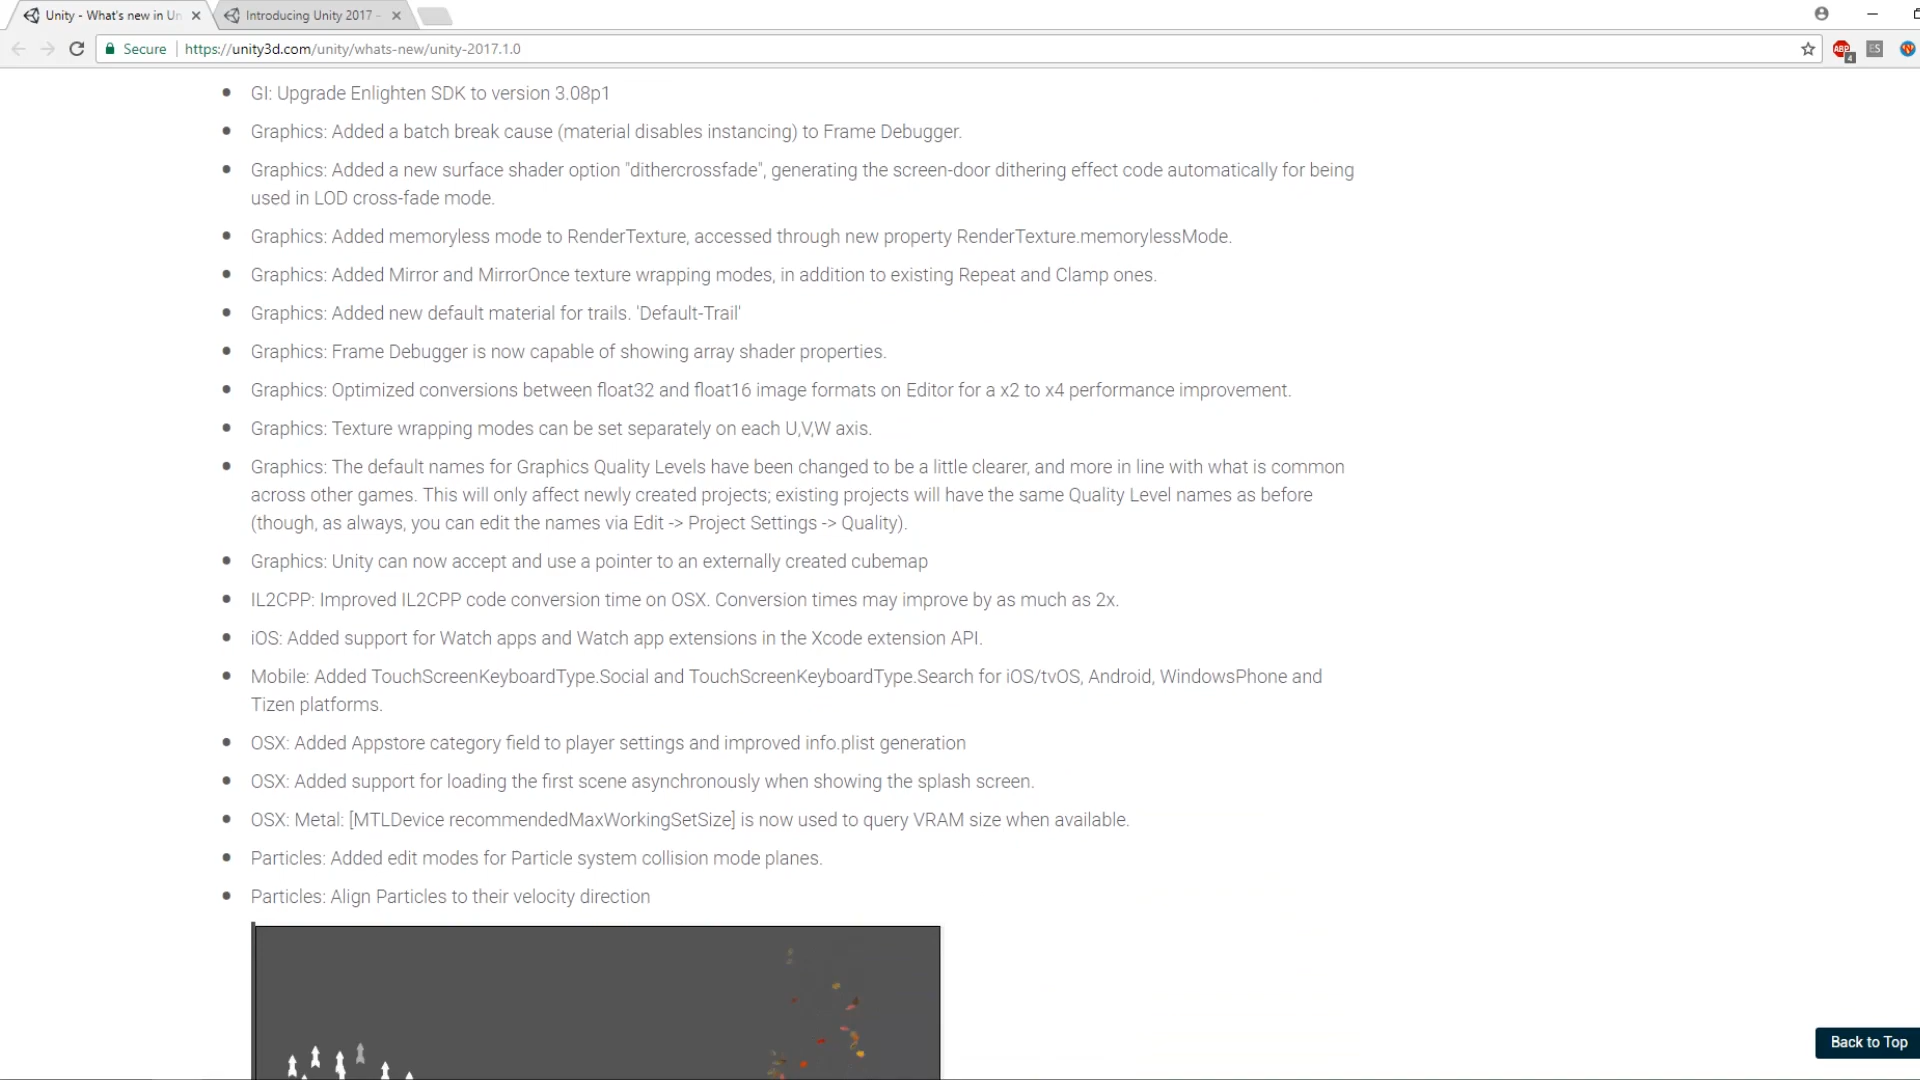 Unity - What's new in Un
Introducing Unity 2017 -
Secure
https://unity3d.com/unity/whats-new/unity-2017.1.0
ABP
4
ES
GI: Upgrade Enlighten SDK to version 3.08p1
Graphics: Added a batch break cause (material disables instancing) to Frame Debugger.
Graphics: Added a new surface shader option "dithercrossfade", generating the screen-door dithering effect code automatically for being
used in LOD cross-fade mode.
Graphics: Added memoryless mode to RenderTexture, accessed through new property RenderTexture.memorylessMode.
Graphics: Added Mirror and MirrorOnce texture wrapping modes, in addition to existing Repeat and Clamp ones.
Graphics: Added new default material for trails. 'Default-Trail'
Graphics: Frame Debugger is now capable of showing array shader properties.
Graphics: Optimized conversions between float32 and float16 image formats on Editor for a x2 to x4 performance improvement.
Graphics: Texture wrapping modes can be set separately on each U,V,W axis.
Graphics: The default names for Graphics Quality Levels have been changed to be a little clearer, and more in line with what is common
across other games. This will only affect newly created projects; existing projects will have the same Quality Level names as before
(though, as always, you can edit the names via Edit -> Project Settings -> Quality).
Graphics: Unity can now accept and use a pointer to an externally created cubemap
IL2CPP: Improved IL2CPP code conversion time on OSX. Conversion times may improve by as much as 2x.
iOS: Added support for Watch apps and Watch app extensions in the Xcode extension API.
Mobile: Added TouchScreenKeyboardType.Social and TouchScreenKeyboardType.Search for iOS/tvOS, Android, WindowsPhone and
Tizen platforms.
OSX: Added Appstore category field to player settings and improved info.plist generation
OSX: Added support for loading the first scene asynchronously when showing the splash screen.
OSX: Metal: [MTLDevice recommendedMaxWorkingSetSize] is now used to query VRAM size when available.
Particles: Added edit modes for Particle system collision mode planes.
Particles: Align Particles to their velocity direction
Back to Top